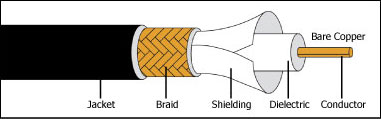 Bare Copper
Jacket
Braid
Shielding
Dielectric
Conductor